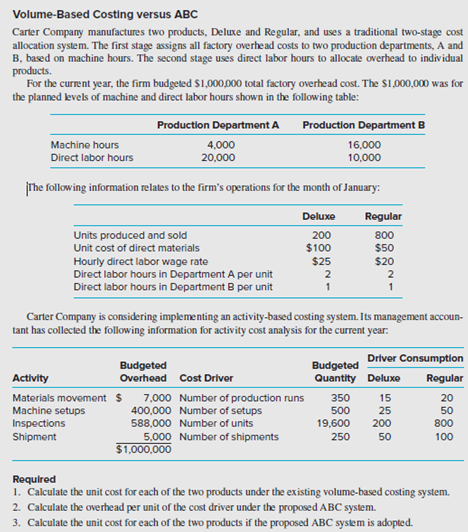 Volume-Based Costing versus ABC
Carter Company manufactures two products, Deluxe and Regular, and uses a traditional two-stage cost
allocation system. The first stage assigns all factory overhead costs to two production departments, A and
B, based on machine hours. The second stage uses direct labor hours to allocate overhead to individual
products.
For the current year, the firm budgeted $1,000,000 total factory overhead cost. The $1,000,000 was for
the planned levels of machine and direct labor hours shown in the following table:
Production Department A Production Department B
Machine hours 4,000 16,000
Direct labor hours 20,000 10,000
The following information relates to the firm's operations for the month of January:
Deluxe Regular
Units produced and sold 200 800
Unit cost of direct materials $100 $50
Hourly direct labor wage rate $25 $20
Direct labor hours in Department A per unit 2 2
Direct labor hours in Department B per unit 1 1
Carter Company is considering implementing an activity-based costing system. Its management accoun-
tant has collected the following information for activity cost analysis for the current year:
Budgeted Budgeted Driver Consumption
Activity Overhead Cost Driver Quantity Deluxe Regular
Materials movement $ 7,000 Number of production runs 350 15 20
Machine setups 400,000 Number of setups 500 25 50
Inspections 588,000 Number of units 19,600 200 800
Shipment 5,000 Number of shipments 250 50 100
$1,000,000
Required
1. Calculate the unit cost for each of the two products under the existing volume-based costing system.
2. Calculate the overhead per unit of the cost driver under the proposed ABC system.
3. Calculate the unit cost for each of the two products if the proposed ABC system is adopted.